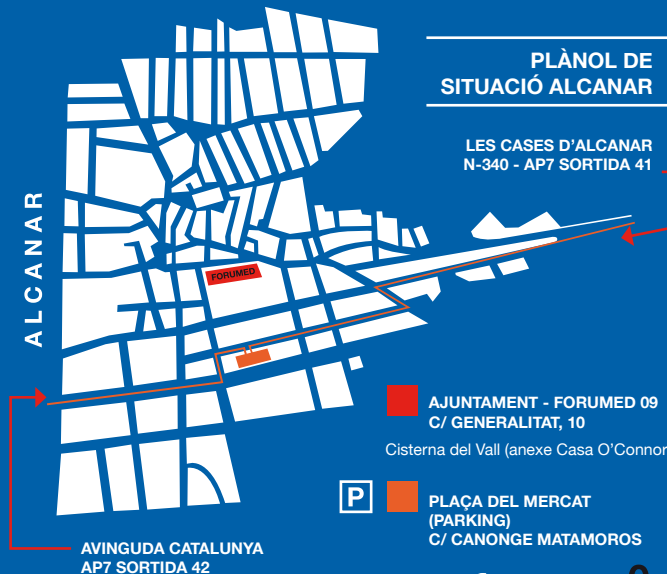 PLÀNOL DE
SITUACIÓ ALCANAR
LES CASES D'ALCANAR
N-340 - AP7 SORTIDA 41
ALCANAR
FORUMED
AJUNTAMENT - FORUMED 09
C/ GENERALITAT, 10
Cisterna del Vall (anexe Casa O'Connor
P
PLAÇA DEL MERCAT
(PARKING)
C/ CANONGE MATAMOROS
AVINGUDA CATALUNYA
AP7 SORTIDA 42